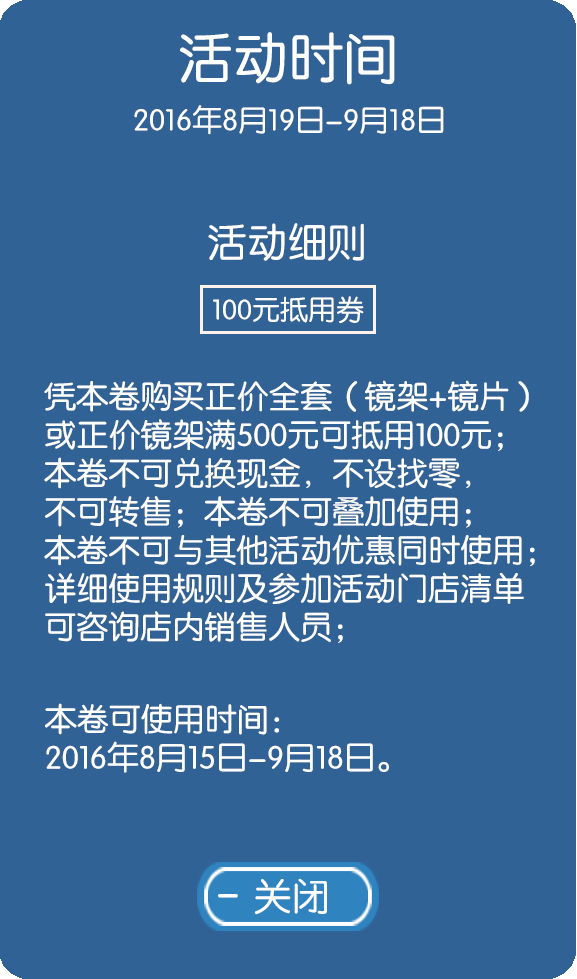 活动时间
2016年8月19日-9月18日
活动细则
100元抵用券
凭本卷购买正价全套（镜架+镜片）
或正价镜架满500元可抵用100元；
本卷不可兑换现金，不设找零，
不可转售；本卷不可叠加使用；
本卷不可与其他活动优惠同时使用；
详细使用规则及参加活动门店清单
可咨询店内销售人员；
本卷可使用时间：
2016年8月15日-9月18日。
- 关闭